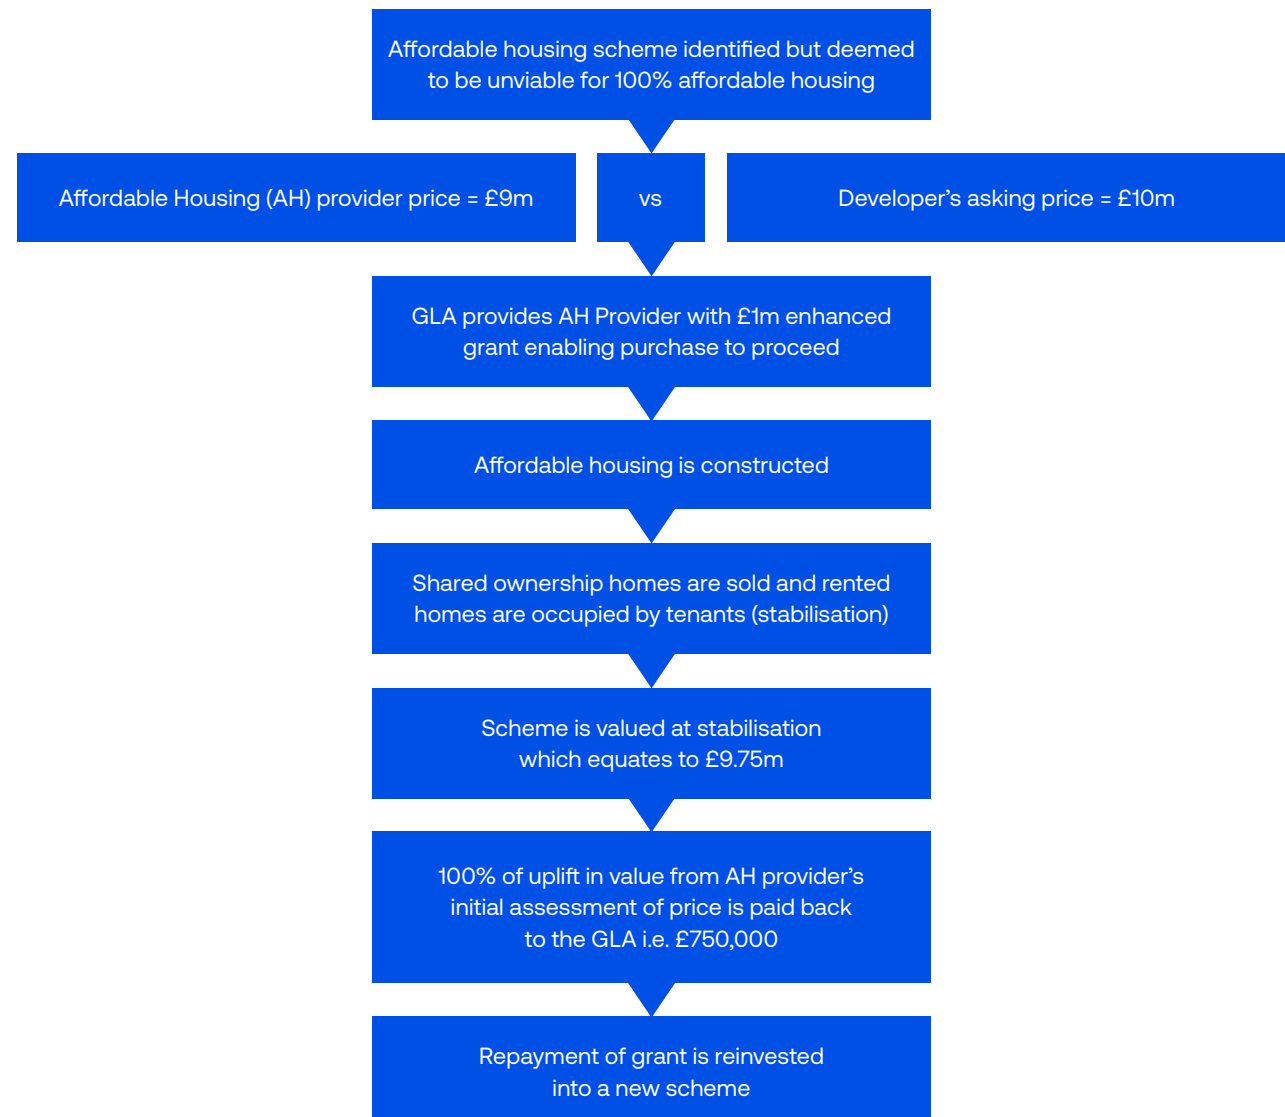 Affordable housing scheme identified but deemed
to be unviable for 100% affordable housing
Affordable Housing (AH) provider price = £9m
vs
Developer’s asking price = £10m
GLA provides AH Provider with £1m enhanced
grant enabling purchase to proceed
Affordable housing is constructed
Shared ownership homes are sold and rented
homes are occupied by tenants (stabilisation)
Scheme is valued at stabilisation
which equates to £9.75m
100% of uplift in value from AH provider’s
initial assessment of price is paid back
to the GLA i.e. £750,000
Repayment of grant is reinvested
into a new scheme